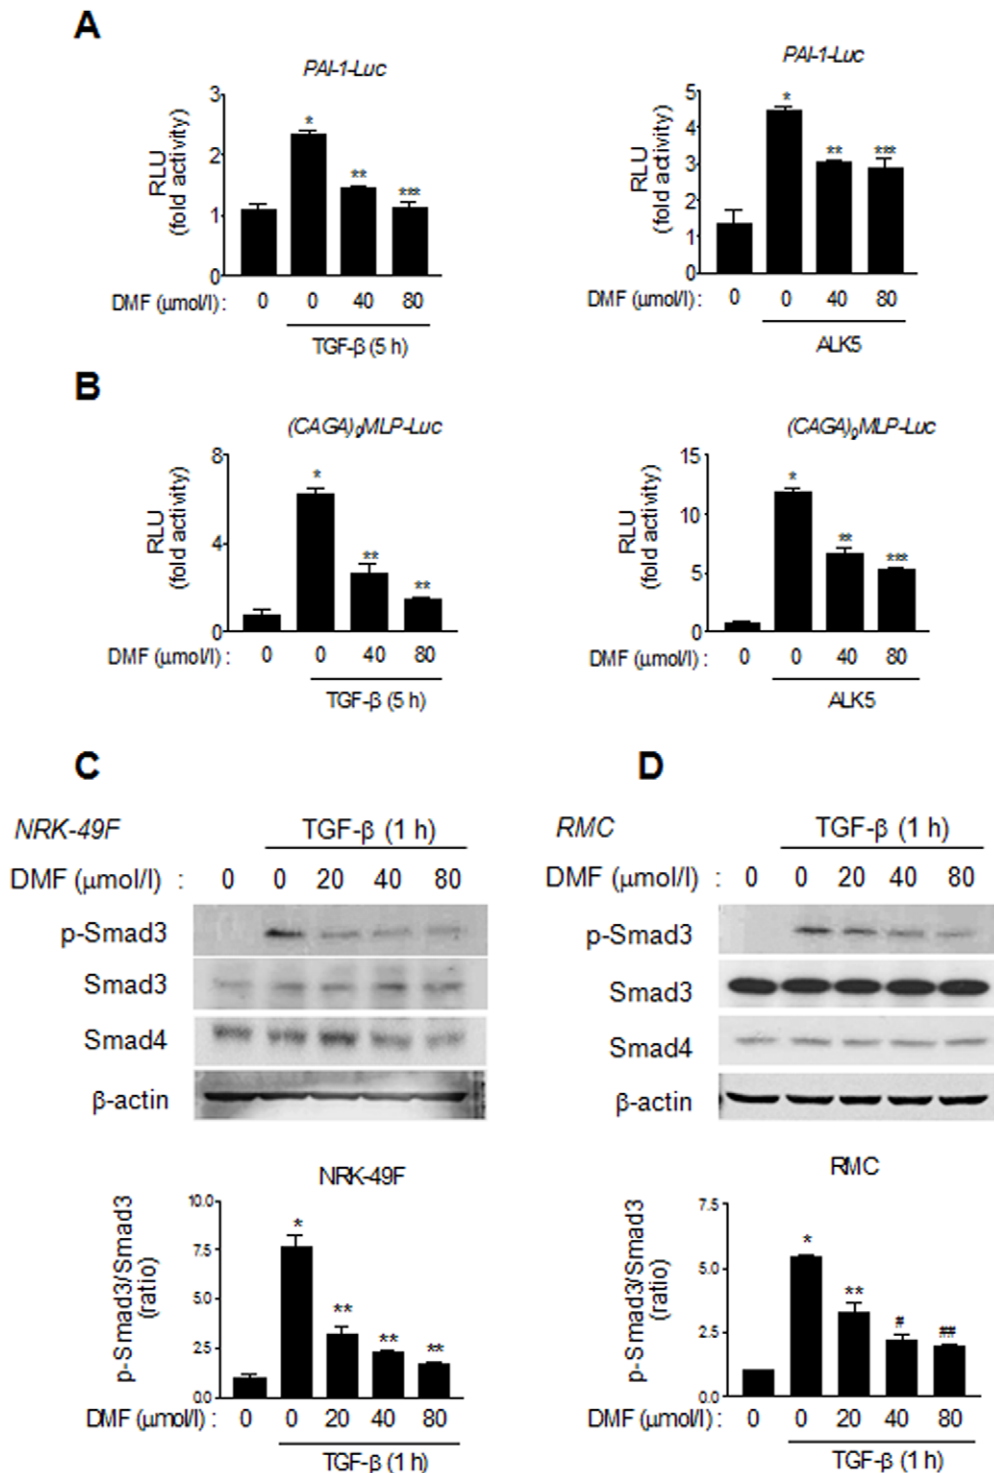 A
PAI-1-Luc
RLU
(fold activity)
3
2
1
0
*
**
***
DMF (μmol/l) : 0 0 40 80
TGF-β (5 h)
PAI-1-Luc
RLU
(fold activity)
5
4
3
2
1
0
*
**
***
0 0 40 80
DMF (μmol/l) :
ALK5
B
(CAGA)₉MLP-Luc
RLU
(fold activity)
8
4
0
*
**
**
DMF (μmol/l) : 0 0 40 80
TGF-β (5 h)
(CAGA)₉MLP-Luc
RLU
(fold activity)
15
10
5
0
*
**
***
DMF (μmol/l) : 0 0 40 80
ALK5
C
NRK-49F TGF-β (1 h)
DMF (μmol/l) : 0 0 20 40 80
p-Smad3
Smad3
Smad4
β-actin
NRK-49F
p-Smad3/Smad3
(ratio)
10.0
7.5
5.0
2.5
0.0
*
**
**
**
DMF (μmol/l) : 0 0 20 40 80
TGF-β (1 h)
D
RMC TGF-β (1 h)
DMF (μmol/l) : 0 0 20 40 80
p-Smad3
Smad3
Smad4
β-actin
RMC
p-Smad3/Smad3
(ratio)
7.5
5.0
2.5
0.0
*
**
#
##
DMF (μmol/l) : 0 0 20 40 80
TGF-β (1 h)